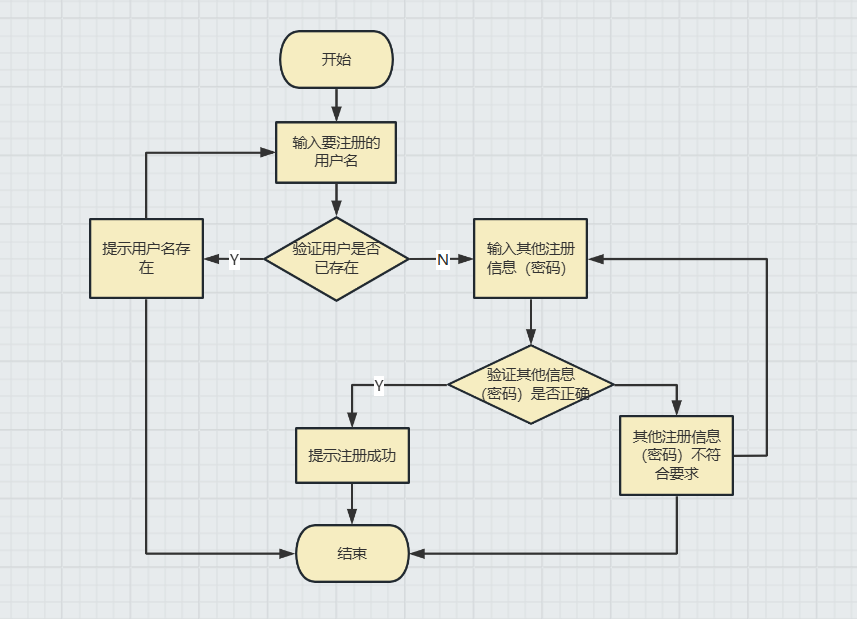 开始
输入要注册的
用户名
验证用户是否
已存在
Y
提示用户名存
在
N
输入其他注册
信息（密码）
验证其他信息
（密码）是否正确
Y
提示注册成功
其他注册信息
（密码）不符
合要求
结束